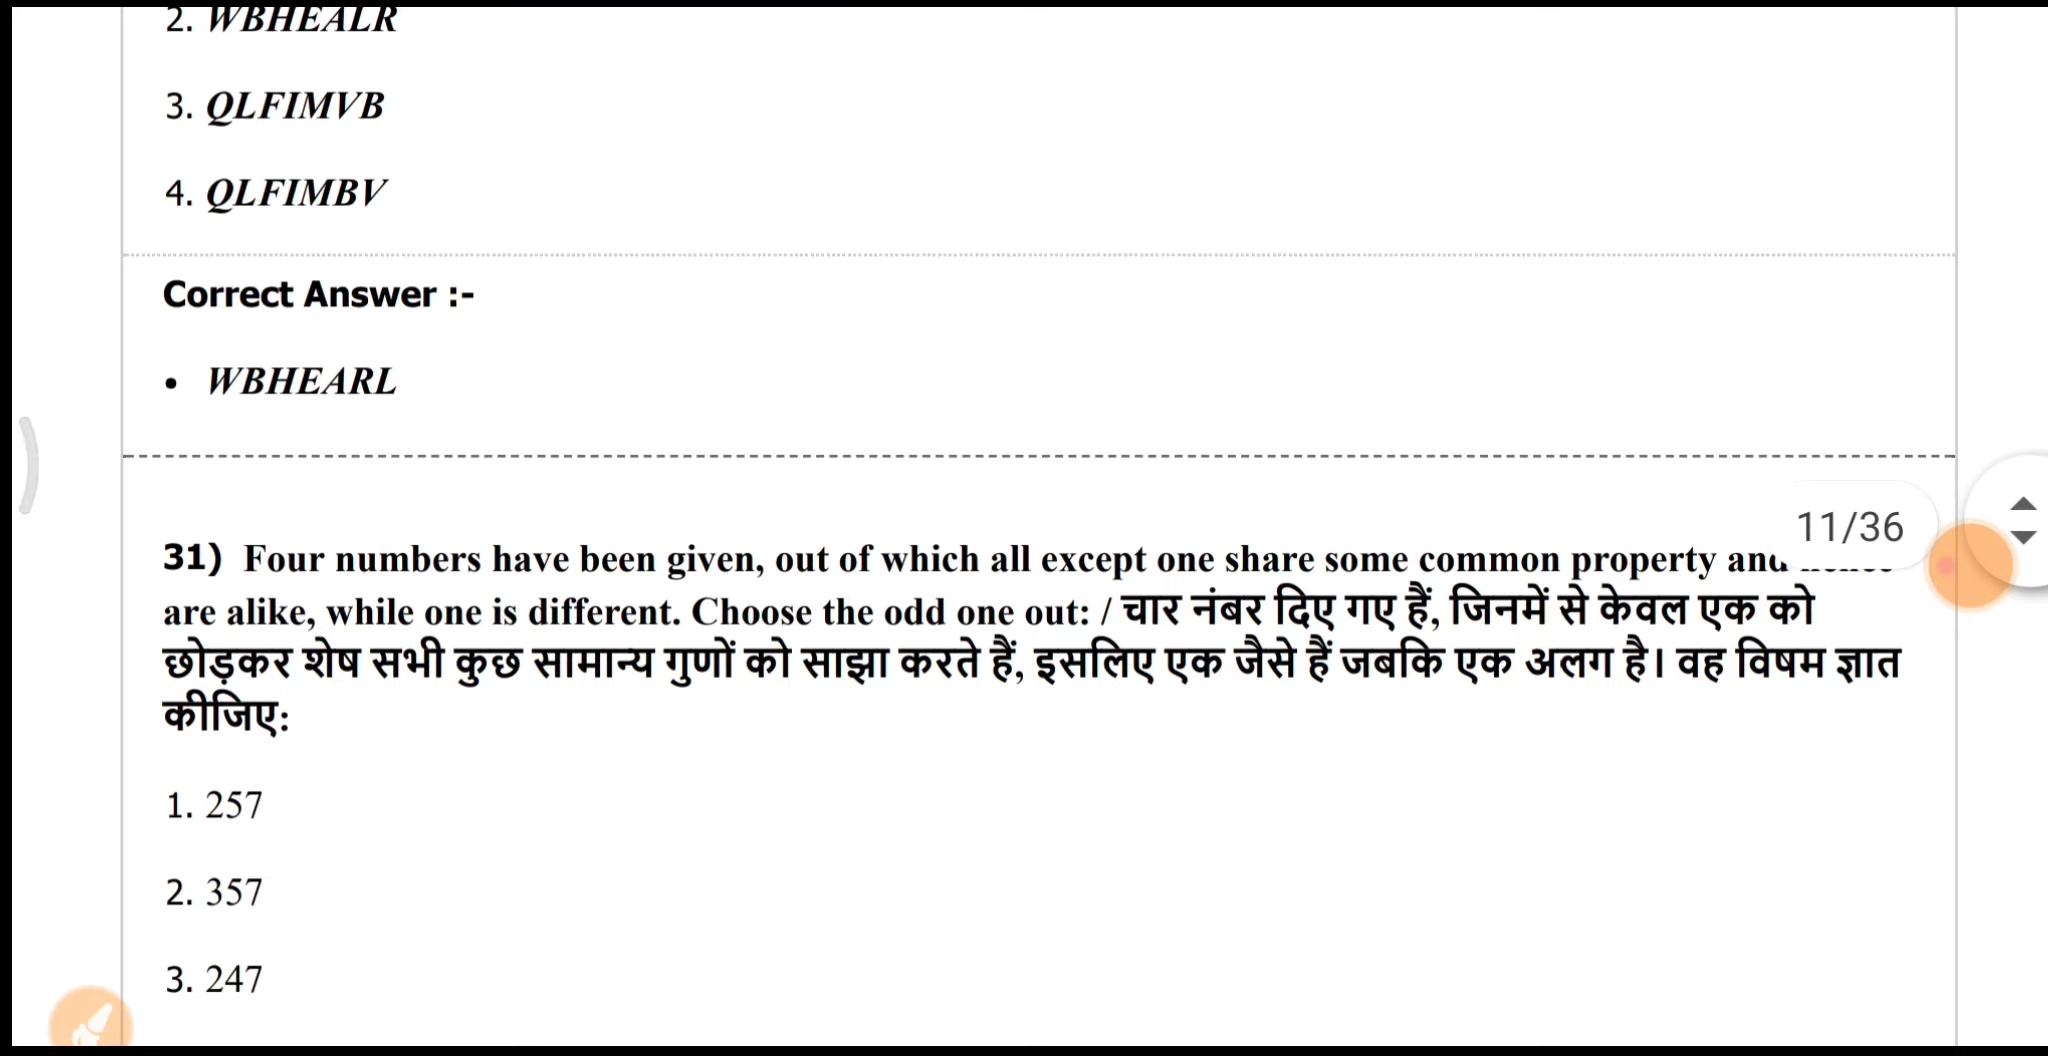 2. WBHEALR
3. QLFIMVB
4. QLFIMBV
Correct Answer :-
• WBHEARL
11/36
31) Four numbers have been given, out of which all except one share some common property and
are alike, while one is different. Choose the odd one out: / चार नंबर दिए गए हैं, जिनमें से केवल एक को
छोड़कर शेष सभी कुछ सामान्य गुणों को साझा करते हैं, इसलिए एक जैसे हैं जबकि एक अलग है। वह विषम ज्ञात
कीजिए:
1. 257
2. 357
3. 247